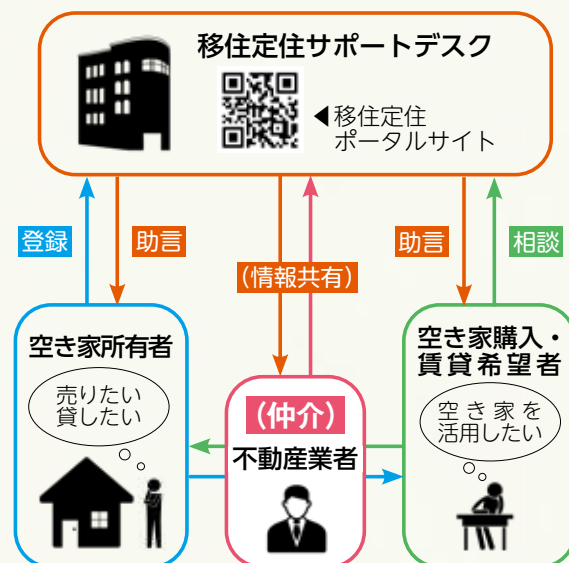 移住定住サポートデスク
◀移住定住
ポータルサイト
登録
助言
（情報共有）
助言
相談
空き家所有者
売りたい
貸したい
（仲介）
不動産業者
空き家購入・
賃貸希望者
空き家を
活用したい